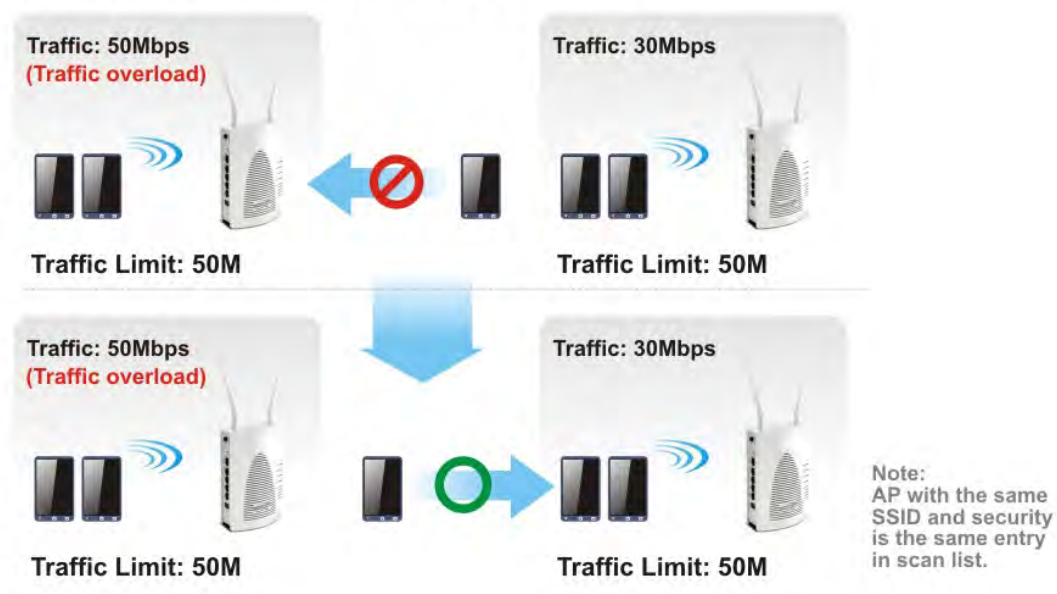 Traffic: 50Mbps
(Traffic overload)
Traffic: 30Mbps
Traffic Limit: 50M
Traffic Limit: 50M
Traffic: 50Mbps
(Traffic overload)
Traffic: 30Mbps
Traffic Limit: 50M
Traffic Limit: 50M
Note:
AP with the same
SSID and security
is the same entry
in scan list.